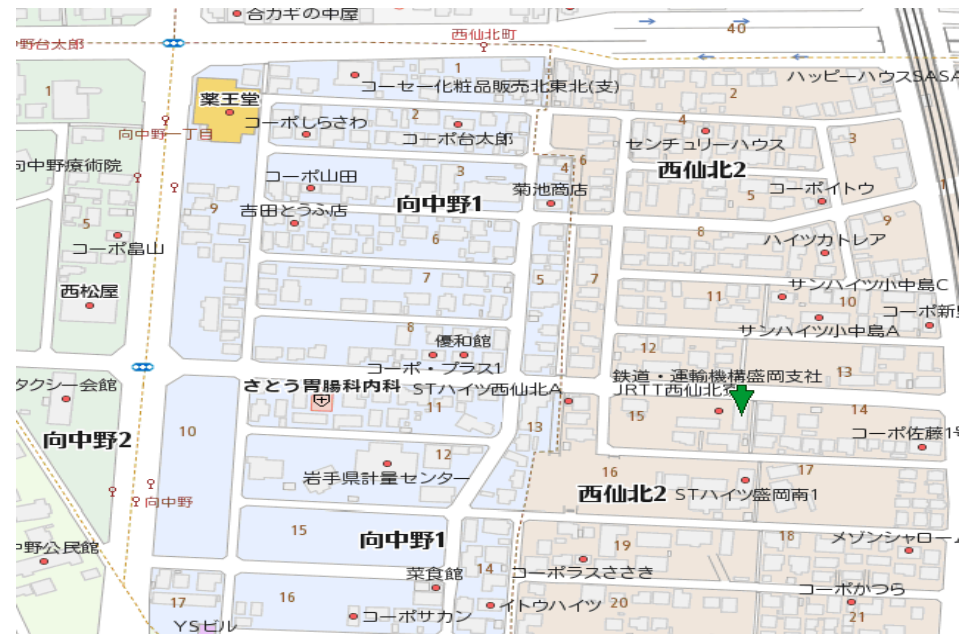 合カギの中屋
西仙北町
40
野台太郎
1
コーセー化粧品販売北東北(支)
ハッピーハウスSASA
2
薬王堂
1
向中野一丁目
コーポしらさわ
2
コーポ台太郎
4
センチュリーハウス
3
向中野療術院
コーポ山田
3
4
6
西仙北2
菊池商店
5
コーポイトウ
吉田とうふ店
9
向中野1
5
コーポ畠山
6
8
9
ハイツカトレア
西松屋
7
5
7
11
サンハイツ小中島C
10
サンハイツ小中島A
8
優和館
コーポ・プラス1
12
13
タクシー会館
さとう胃腸科内科
STハイツ西仙北A
鉄道・運輸機構盛岡支社
JRTT西仙北
11
15
14
向中野2
10
13
コーポ佐藤1
12
岩手県計量センター
16
17
西仙北2
STハイツ盛岡南1
向中野
15
向中野1
野公民館
18
メゾンシャローム
19
菜食館
14
コーポラスささき
コーポかつら
17
16
コーポサカン
イトウハイツ
20
21
YSビル